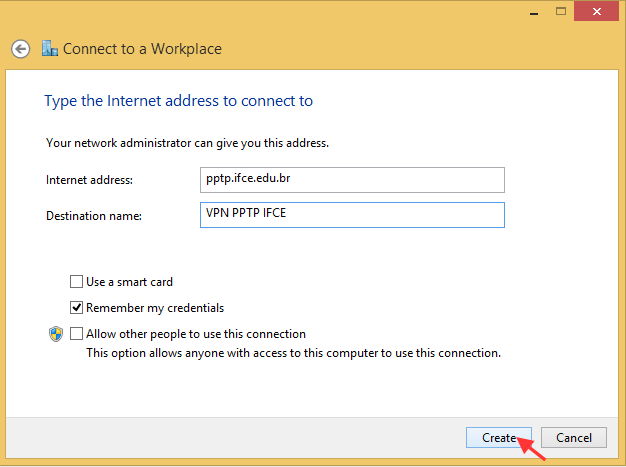 Connect to a Workplace
Type the Internet address to connect to
Your network administrator can give you this address.
Internet address: pptp.ifce.edu.br
Destination name: VPN PPTP IFCE
Use a smart card
Remember my credentials
Allow other people to use this connection
This option allows anyone with access to this computer to use this connection.
Create Cancel